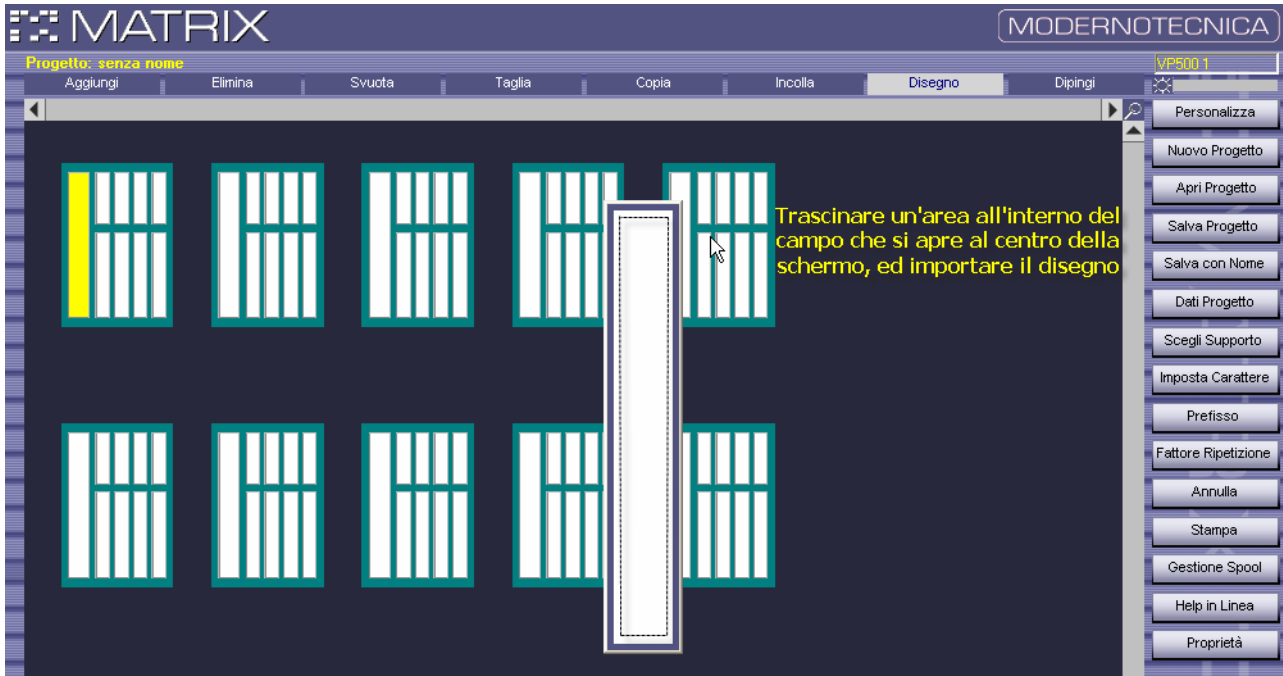 MATRIX
MODERNOTECNICA
Progetto: senza nome
VP500 1
Aggiungi
Elimina
Svuota
Taglia
Copia
Incolla
Disegno
Dipingi
Personalizza
Nuovo Progetto
Apri Progetto
Salva Progetto
Salva con Nome
Dati Progetto
Scegli Supporto
Imposta Carattere
Prefisso
Fattore Ripetizione
Annulla
Stampa
Gestione Spool
Help in Linea
Proprietà
Trascinare un'area all'interno del
campo che si apre al centro della
schermo, ed importare il disegno